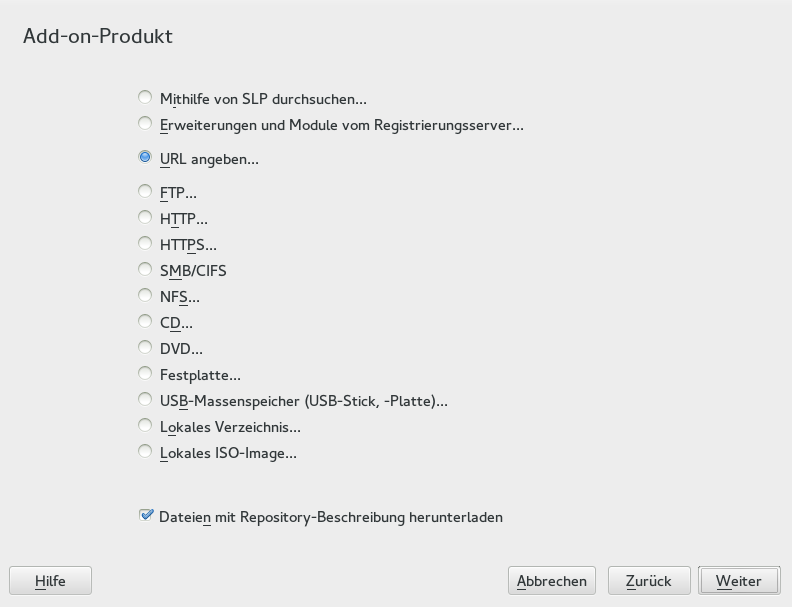 Add-on-Produkt
Mithilfe von SLP durchsuchen...
Erweiterungen und Module vom Registrierungsserver...
URL angeben...
FTP...
HTTP...
HTTPS...
SMB/CIFS
NFS...
CD...
DVD...
Festplatte...
USB-Massenspeicher (USB-Stick, -Platte)...
Lokales Verzeichnis...
Lokales ISO-Image...
Dateien mit Repository-Beschreibung herunterladen
Hilfe Abbrechen Zurück Weiter